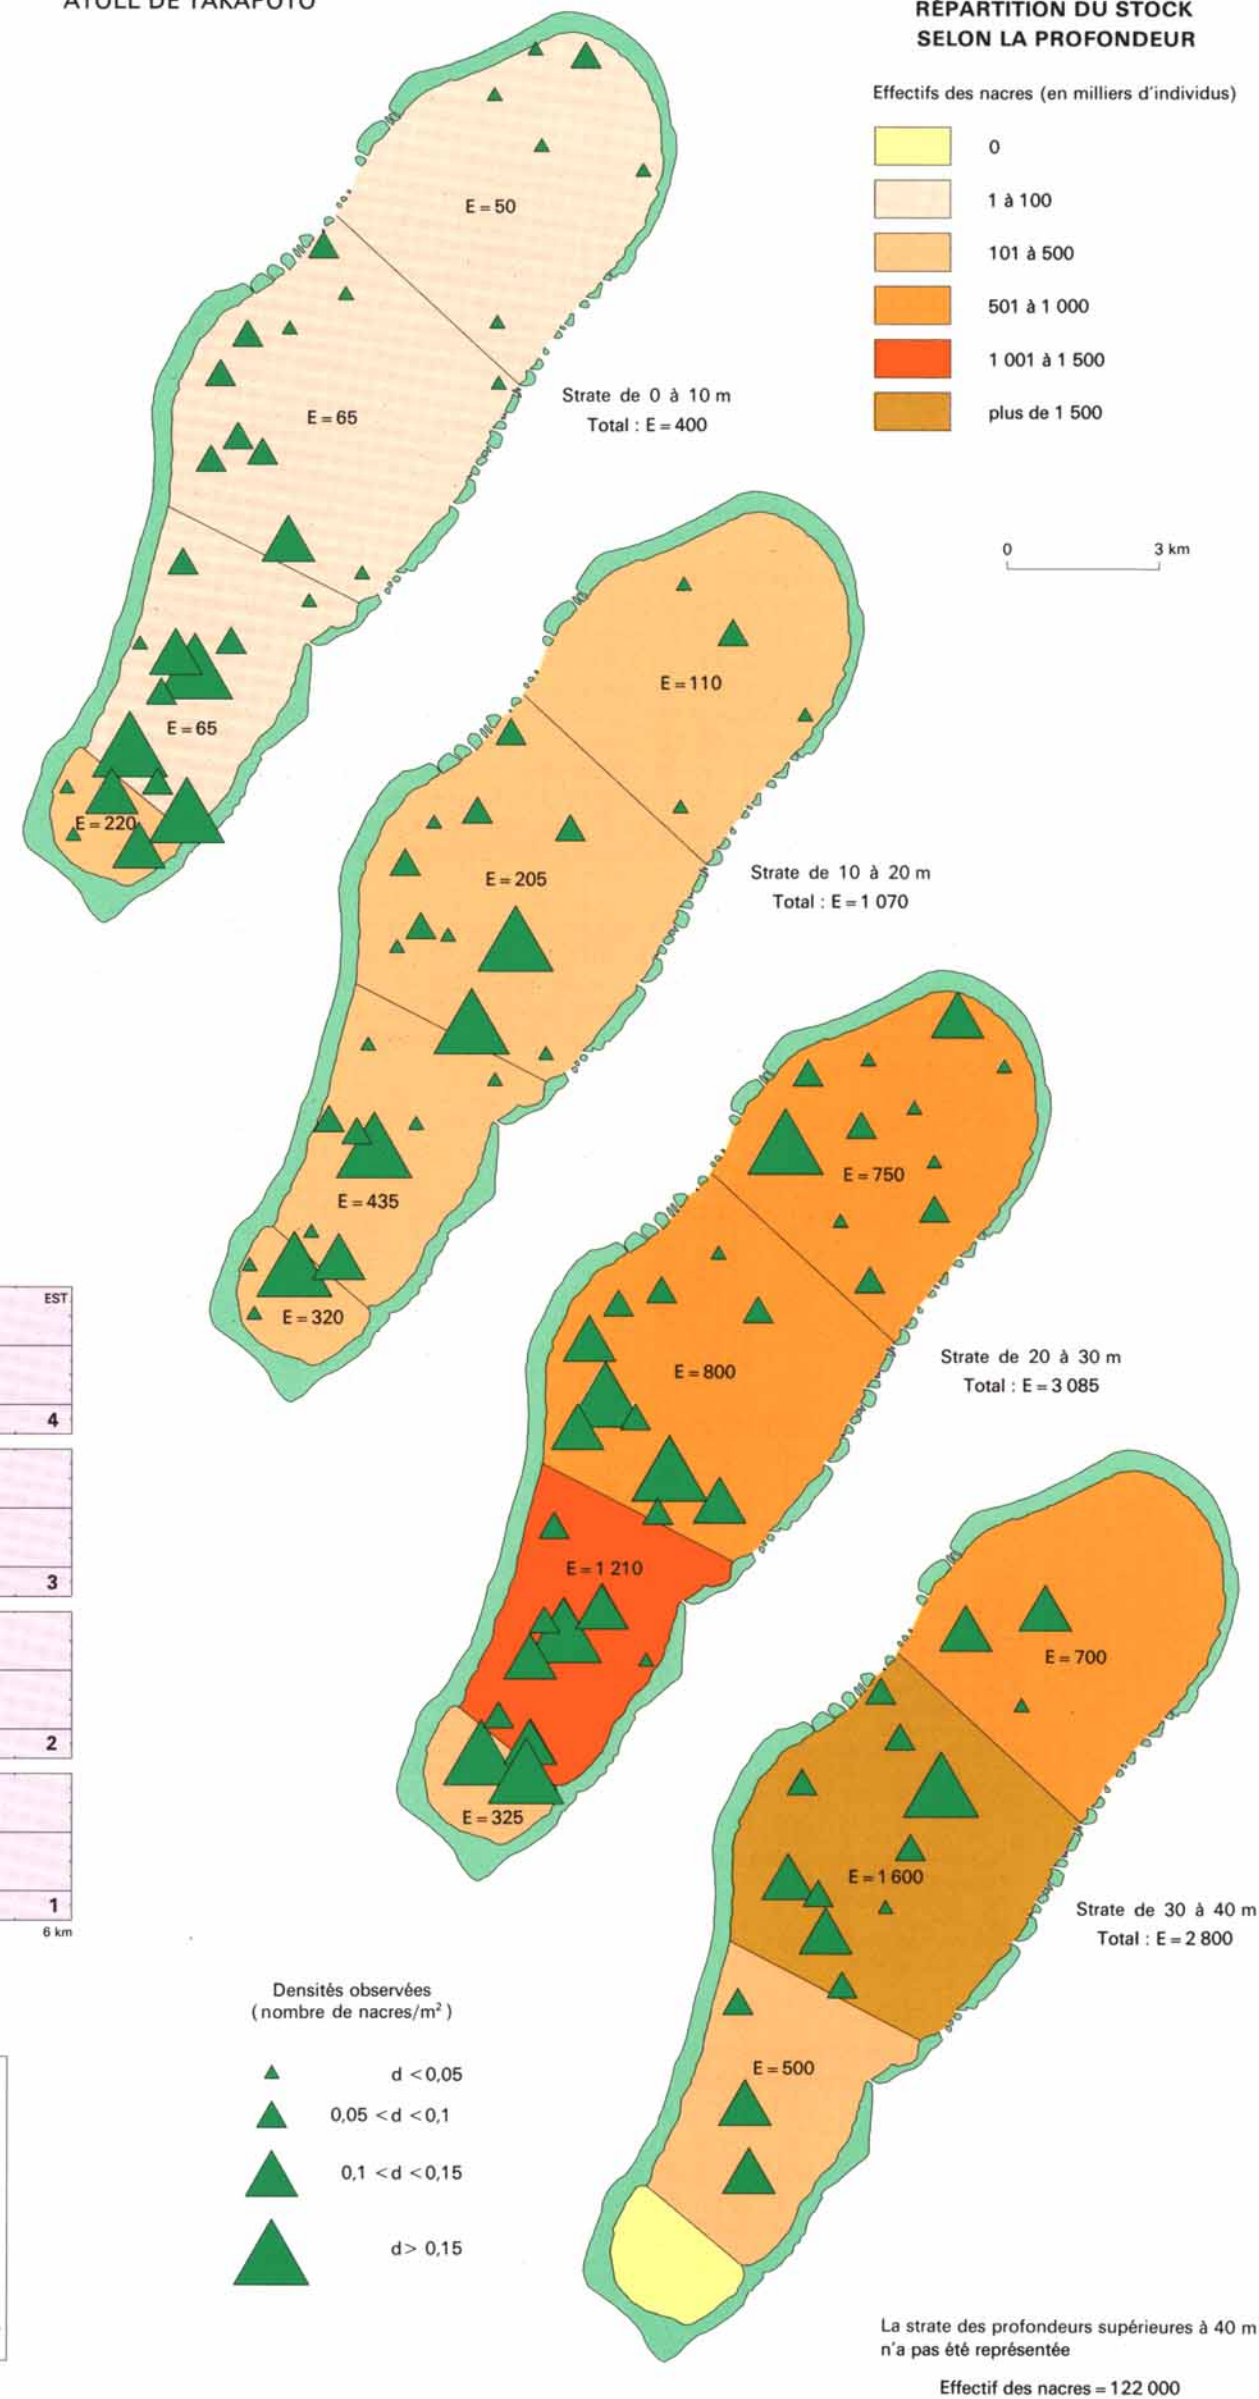 ATOLL DE TAKAPOTO
RÉPARTITION DU STOCK
SELON LA PROFONDEUR
Effectifs des nacres (en milliers d'individus)
0
1 à 100
101 à 500
501 à 1 000
1 001 à 1 500
plus de 1 500
0 3 km
E = 50
E = 65
E = 65
E = 220
Strate de 0 à 10 m
Total : E = 400
E = 110
E = 205
E = 435
E = 320
Strate de 10 à 20 m
Total : E = 1 070
E = 750
E = 800
E = 1 210
E = 325
Strate de 20 à 30 m
Total : E = 3 085
E = 700
E = 1 600
E = 500
Strate de 30 à 40 m
Total : E = 2 800
EST
4
3
2
1
6 km
Densités observées
( nombre de nacres/m² )
d < 0,05
0,05 < d < 0,1
0,1 < d < 0,15
d > 0,15
La strate des profondeurs supérieures à 40 m
n'a pas été représentée
Effectif des nacres = 122 000